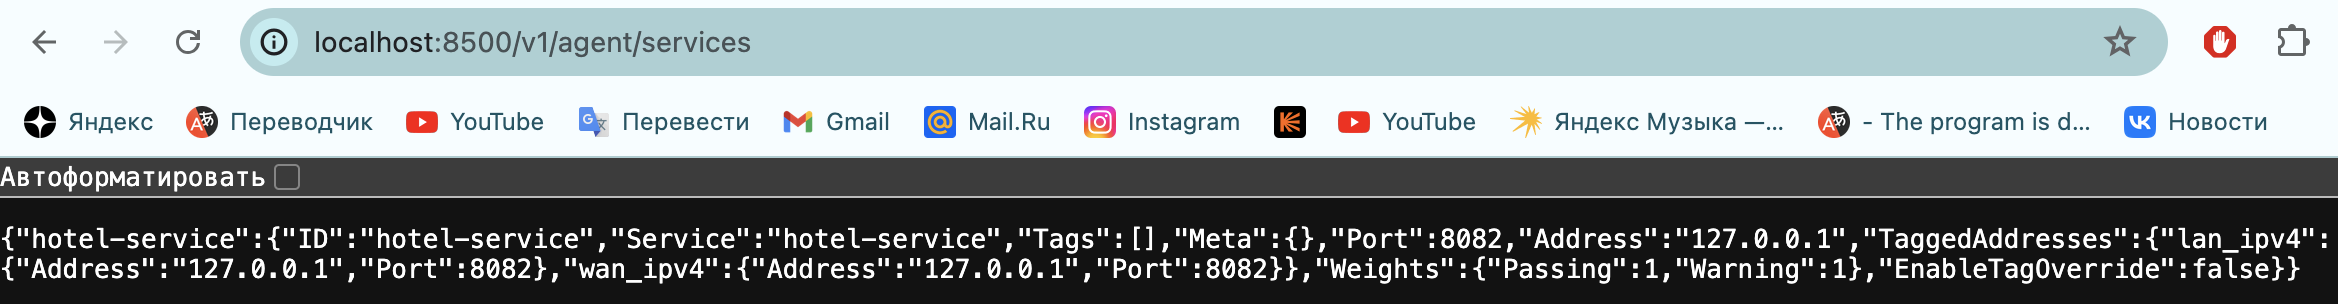 localhost:8500/v1/agent/services
Яндекс Переводчик YouTube Перевести Gmail Mail.Ru Instagram YouTube Яндекс Музыка —... - The program is d... Новости
Автоформатировать
{"hotel-service":{"ID":"hotel-service","Service":"hotel-service","Tags":[],"Meta":{},"Port":8082,"Address":"127.0.0.1","TaggedAddresses":{"lan_ipv4":
{"Address":"127.0.0.1","Port":8082},"wan_ipv4":{"Address":"127.0.0.1","Port":8082}},"Weights":{"Passing":1,"Warning":1},"EnableTagOverride":false}}